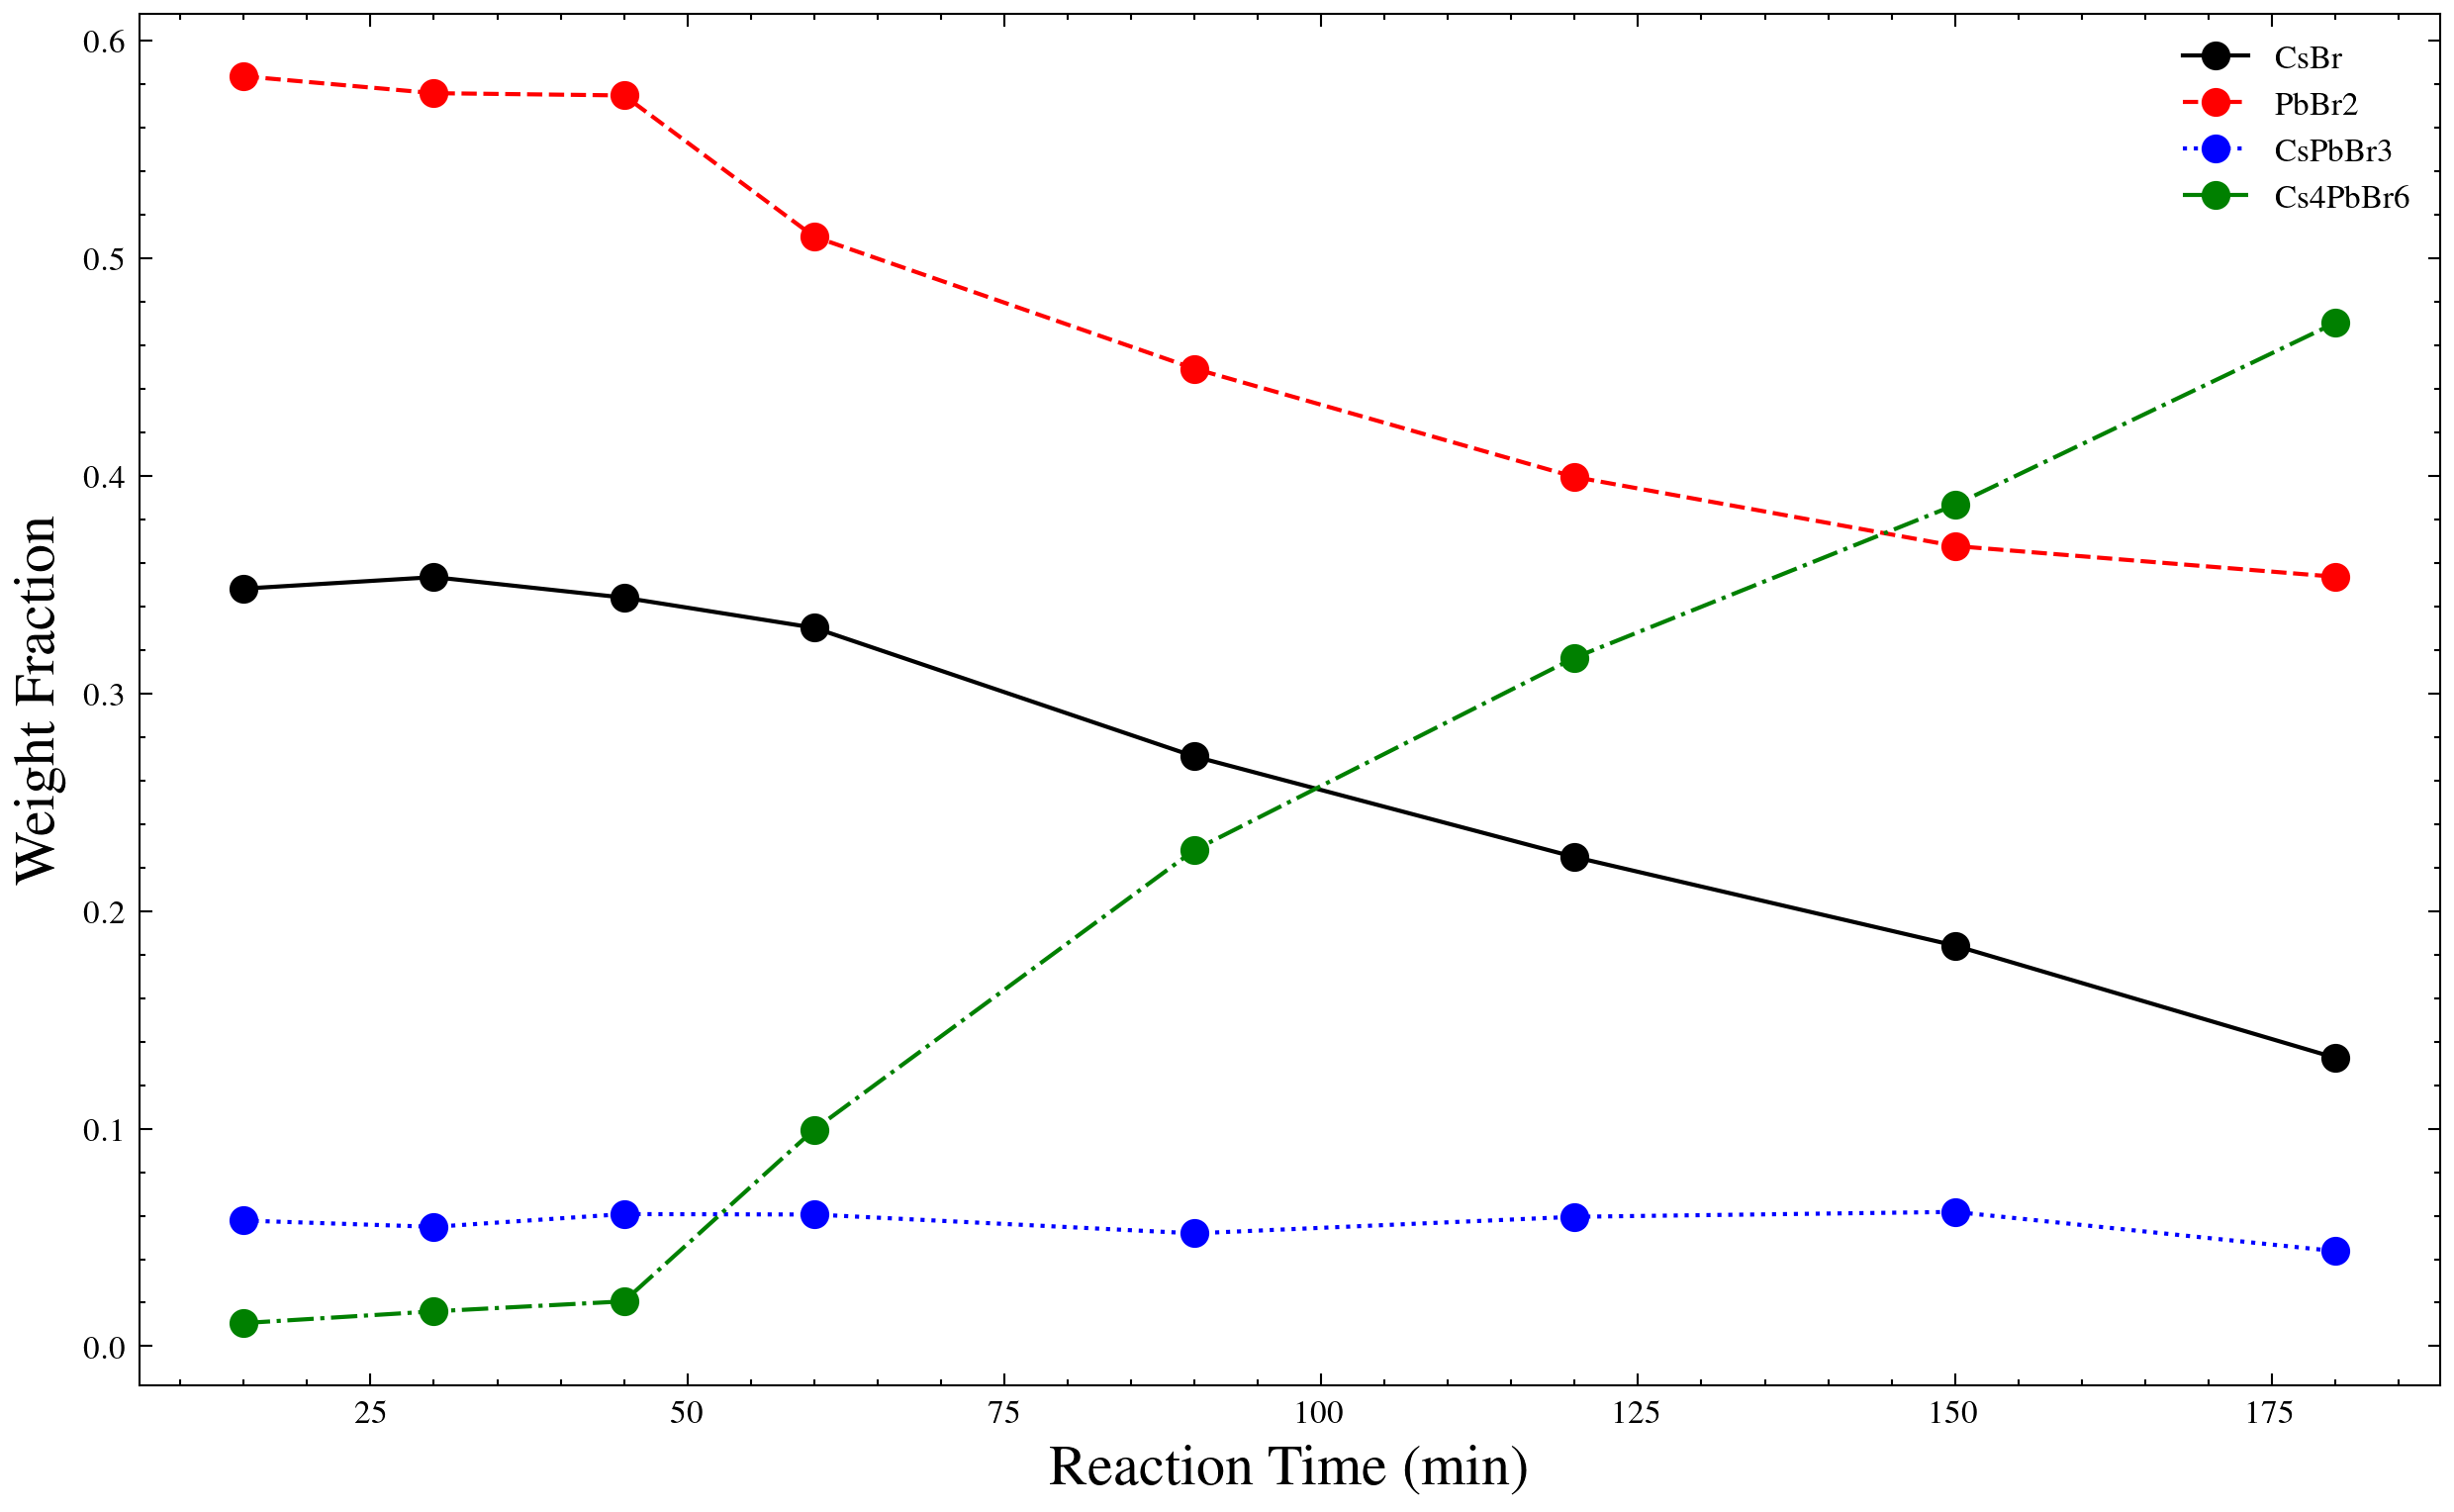 0.6
0.5
0.4
0.3
0.2
0.1
0.0
Weight Fraction
CsBr
PbBr2
CsPbBr3
Cs4PbBr6
25 50 75 100 125 150 175
Reaction Time (min)